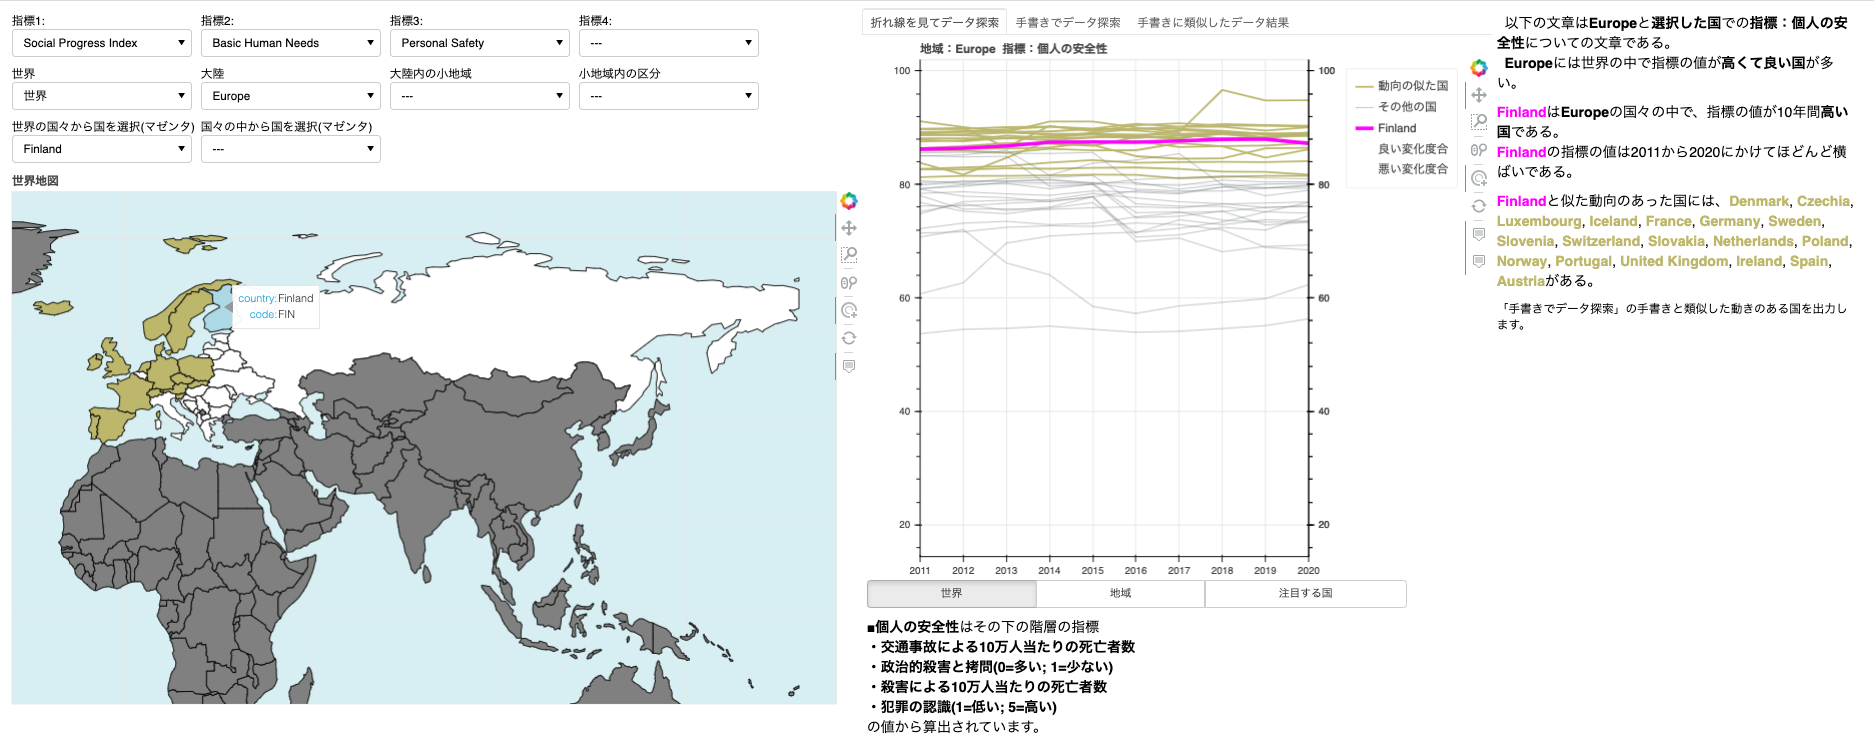 指標1:
指標2:
指標3:
指標4:
Social Progress Index
Basic Human Needs
Personal Safety
---
世界
大陸
大陸内の小地域
小地域内の区分
世界
Europe
---
---
世界の国々から国を選択(マゼンタ)
国々の中から国を選択(マゼンタ)
Finland
---
世界地図
country: Finland
code: FIN
折れ線を見てデータ探索
手書きでデータ探索
手書きに類似したデータ結果
地域：Europe 指標：個人の安全性
100
80
60
40
20
100
80
60
40
20
2011
2012
2013
2014
2015
2016
2017
2018
2019
2020
動向の似た国
その他の国
Finland
良い変化度合
悪い変化度合
世界
地域
注目する国
■個人の安全性はその下の階層の指標
・交通事故による10万人当たりの死亡者数
・政治的殺害と拷問(0=多い; 1=少ない)
・殺害による10万人当たりの死亡者数
・犯罪の認識(1=低い; 5=高い)
の値から算出されています。
以下の文章はEuropeと選択した国での指標：個人の安
全性についての文章である。
Europeには世界の中で指標の値が高くて良い国が多
い。
FinlandはEuropeの国々の中で、指標の値が10年間高い
国である。
Finlandの指標の値は2011から2020にかけてほどんど横
ばいである。
Finlandと似た動向のあった国には、Denmark, Czechia,
Luxembourg, Iceland, France, Germany, Sweden,
Slovenia, Switzerland, Slovakia, Netherlands, Poland,
Norway, Portugal, United Kingdom, Ireland, Spain,
Austriaがある。
「手書きでデータ探索」の手書きと類似した動きのある国を出力し
ます。